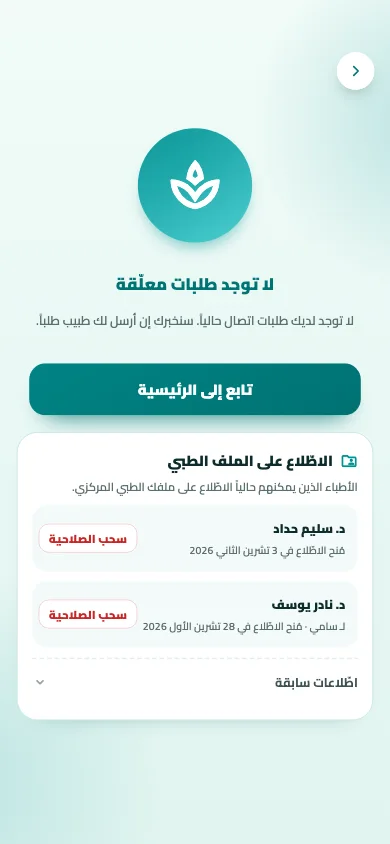 لا توجد طلبات معلّقة
لا توجد لديك طلبات اتصال حالياً. سنخبرك إن أرسل لك طبيب طلباً.
تابع إلى الرئيسية
الاطّلاع على الملف الطبي
الأطباء الذين يمكنهم حالياً الاطّلاع على ملفك الطبي المركزي.
د. سليم حداد
مُنح الاطّلاع في 3 تشرين الثاني 2026
سحب الصلاحية
د. نادر يوسف
لـ سامي · مُنح الاطّلاع في 28 تشرين الأول 2026
سحب الصلاحية
اطّلاعات سابقة